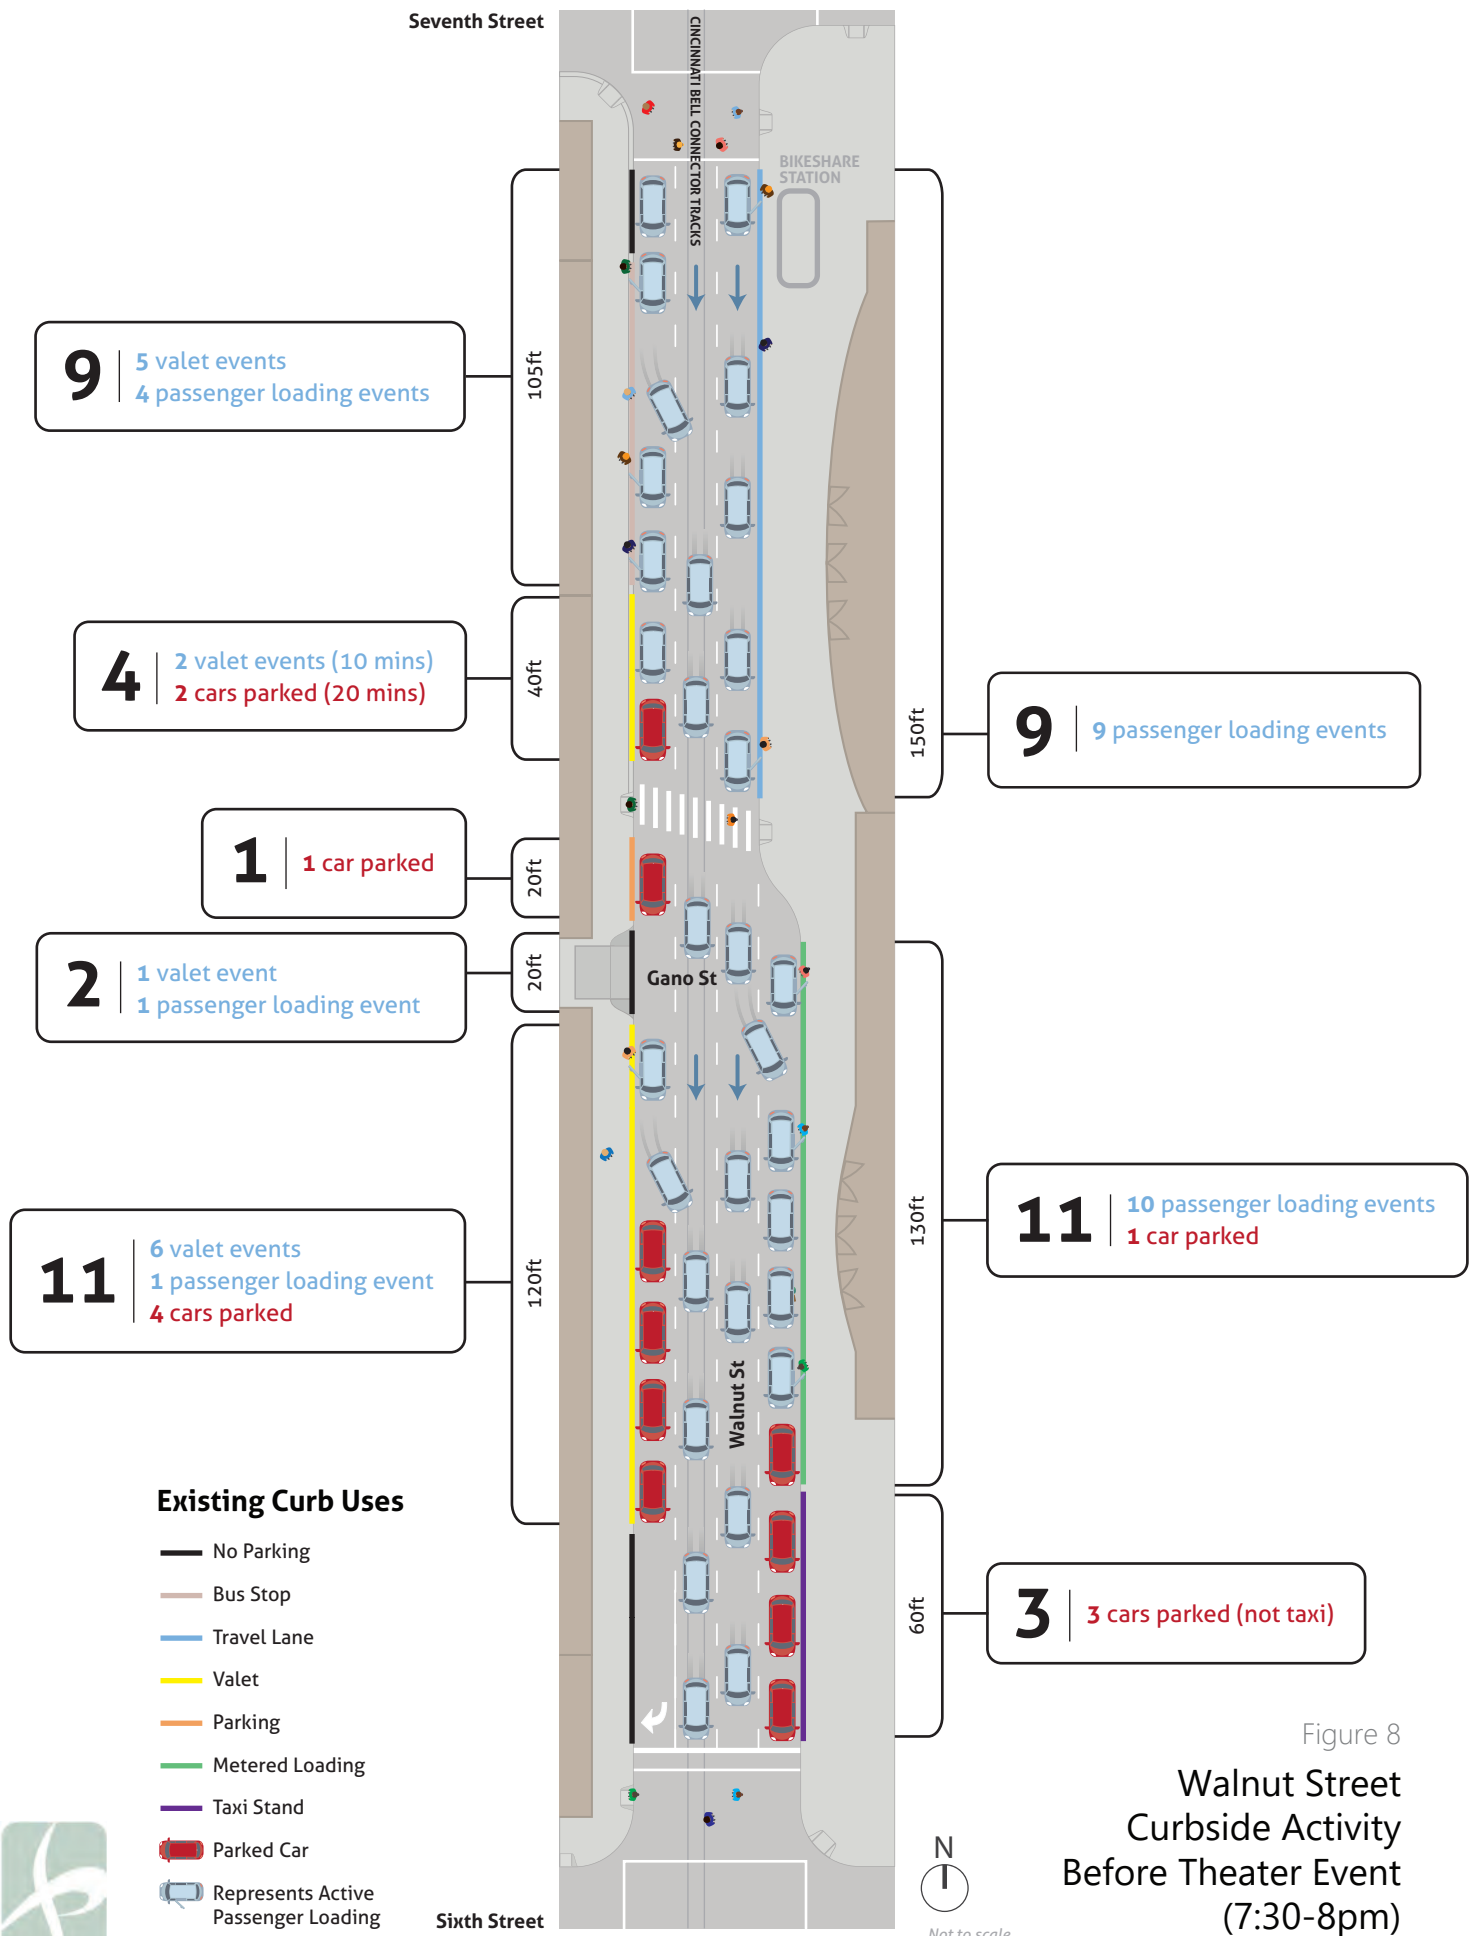 Seventh Street
CINCINNATI BELL CONNECTOR TRACKS
BIKESHARE
STATION
105ft
9
5 valet events
4 passenger loading events
40ft
4
2 valet events (10 mins)
2 cars parked (20 mins)
150ft
9
9 passenger loading events
20ft
1
1 car parked
20ft
2
1 valet event
1 passenger loading event
Gano St
120ft
11
6 valet events
1 passenger loading event
4 cars parked
130ft
11
10 passenger loading events
1 car parked
Walnut St
60ft
3
3 cars parked (not taxi)
Existing Curb Uses
No Parking
Bus Stop
Travel Lane
Valet
Parking
Metered Loading
Taxi Stand
Parked Car
Represents Active
Passenger Loading
Sixth Street
N
Not to scale
Figure 8
Walnut Street
Curbside Activity
Before Theater Event
(7:30-8pm)